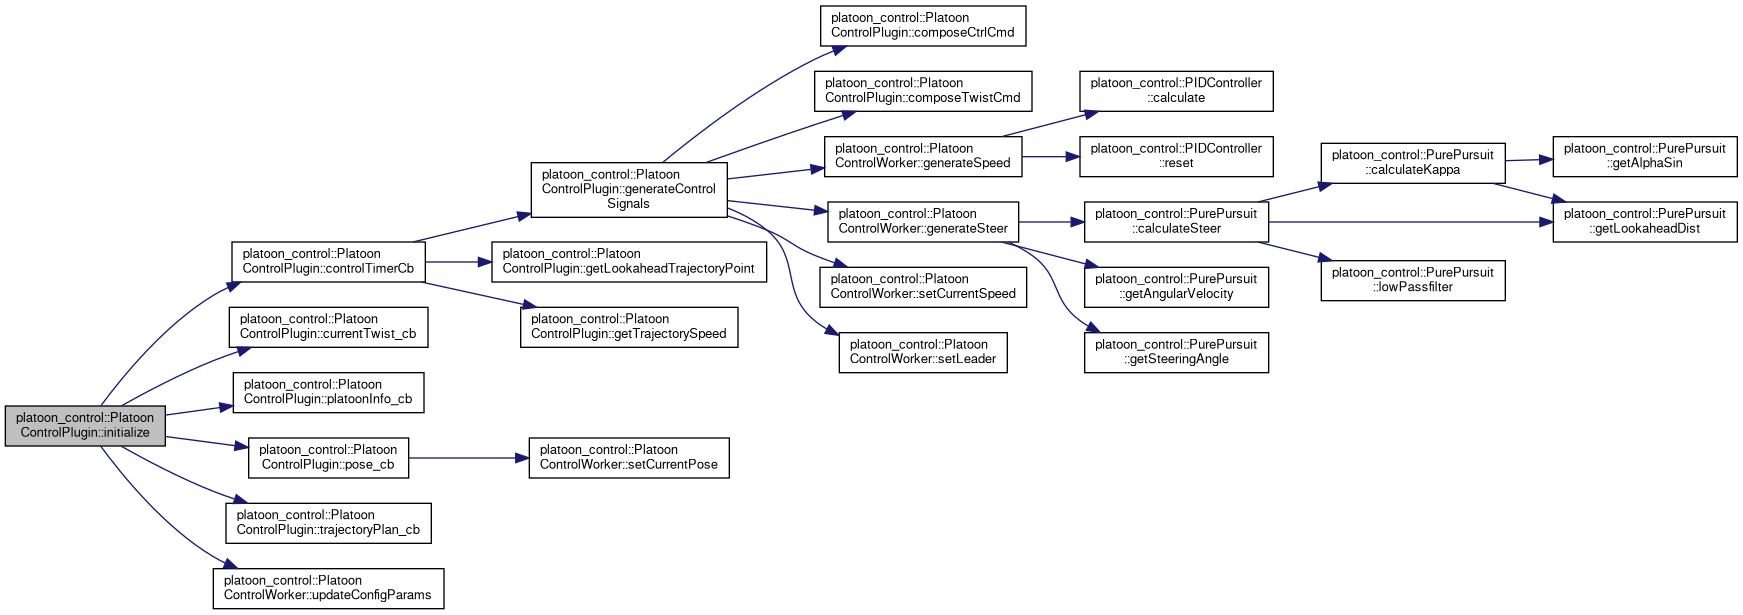 platoon_control::Platoon
ControlPlugin::composeCtrlCmd
platoon_control::Platoon
ControlPlugin::composeTwistCmd
platoon_control::PIDController
::calculate
platoon_control::Platoon
ControlWorker::generateSpeed
platoon_control::PIDController
::reset
platoon_control::PurePursuit
::calculateKappa
platoon_control::PurePursuit
::getAlphaSin
platoon_control::Platoon
ControlPlugin::generateControl
Signals
platoon_control::Platoon
ControlWorker::generateSteer
platoon_control::PurePursuit
::calculateSteer
platoon_control::PurePursuit
::getLookaheadDist
platoon_control::Platoon
ControlPlugin::controlTimerCb
platoon_control::Platoon
ControlPlugin::getLookaheadTrajectoryPoint
platoon_control::Platoon
ControlWorker::setCurrentSpeed
platoon_control::PurePursuit
::getAngularVelocity
platoon_control::PurePursuit
::lowPassfilter
platoon_control::Platoon
ControlPlugin::currentTwist_cb
platoon_control::Platoon
ControlPlugin::getTrajectorySpeed
platoon_control::Platoon
ControlWorker::setLeader
platoon_control::PurePursuit
::getSteeringAngle
platoon_control::Platoon
ControlPlugin::platoonInfo_cb
platoon_control::Platoon
ControlPlugin::initialize
platoon_control::Platoon
ControlPlugin::pose_cb
platoon_control::Platoon
ControlWorker::setCurrentPose
platoon_control::Platoon
ControlPlugin::trajectoryPlan_cb
platoon_control::Platoon
ControlWorker::updateConfigParams